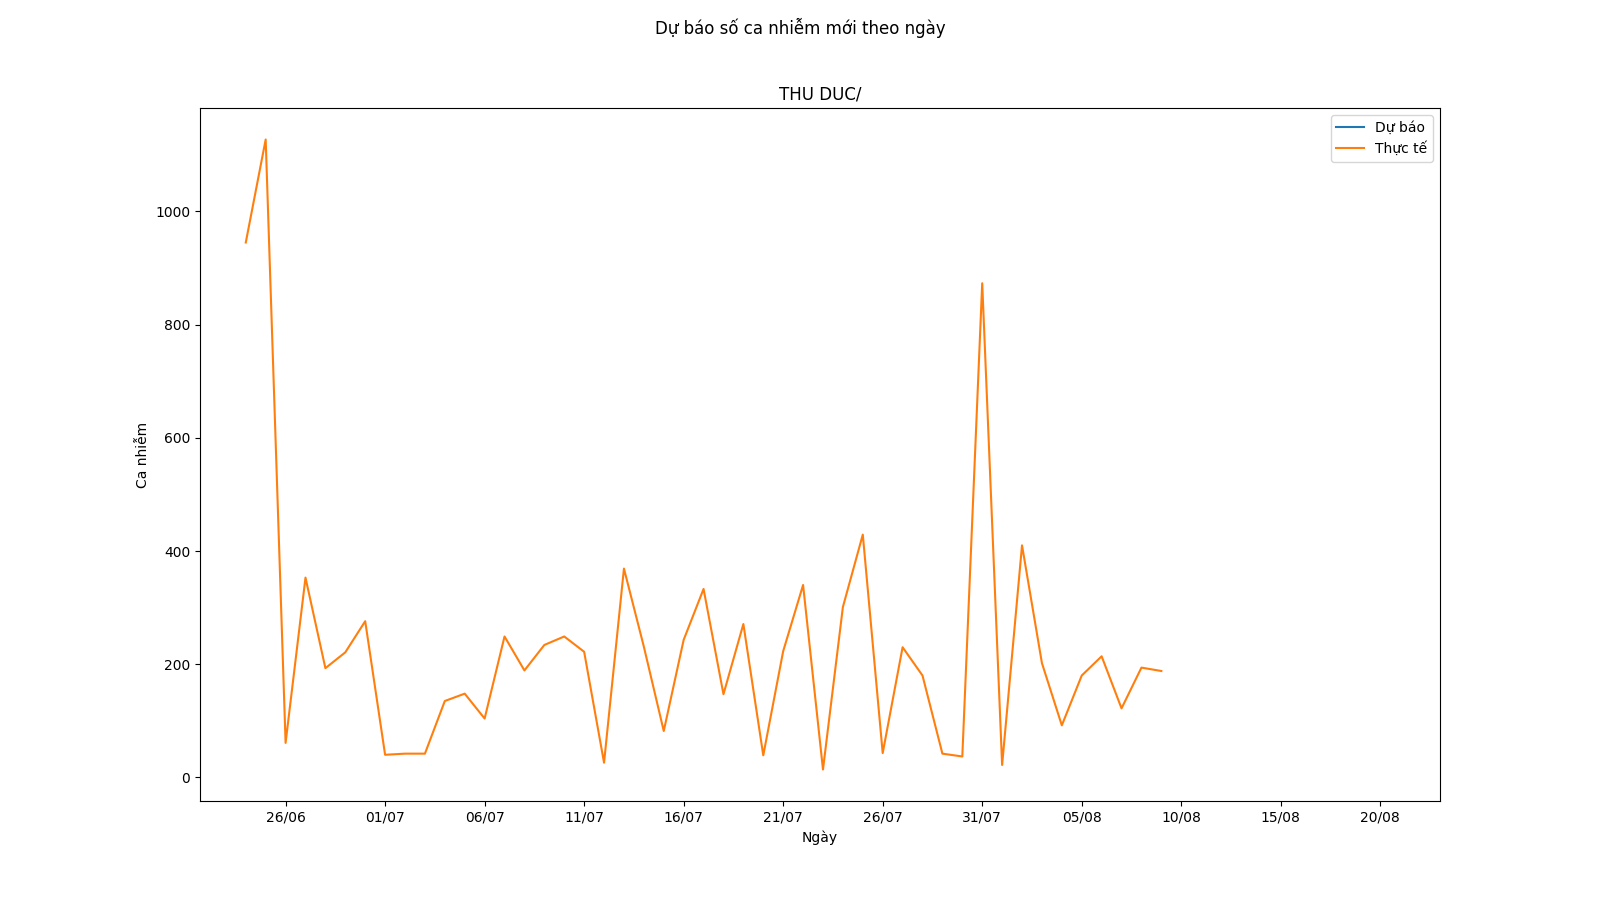 Dự báo số ca nhiễm mới theo ngày
THU DUC/
Dự báo
Thực tế
1000
800
600
400
200
0
Ca nhiễm
26/06 01/07 06/07 11/07 16/07 21/07 26/07 31/07 05/08 10/08 15/08 20/08
Ngày